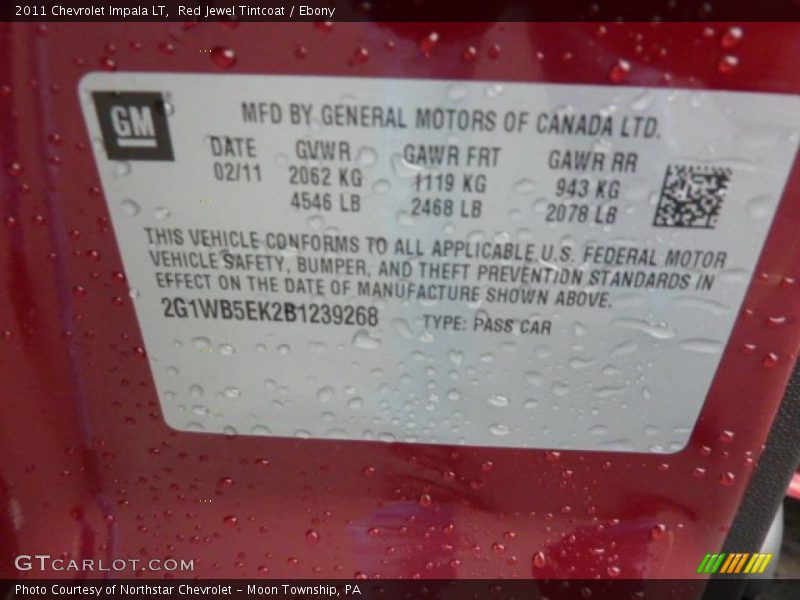 2011 Chevrolet Impala LT,  Red Jewel Tintcoat / Ebony
GM
MFD BY GENERAL MOTORS OF CANADA LTD.
DATE GVWR GAWR FRT GAWR RR
02/11 2062 KG 1119 KG 943 KG
4546 LB 2468 LB 2078 LB
THIS VEHICLE CONFORMS TO ALL APPLICABLE U.S. FEDERAL MOTOR
VEHICLE SAFETY, BUMPER, AND THEFT PREVENTION STANDARDS IN
EFFECT ON THE DATE OF MANUFACTURE SHOWN ABOVE.
2G1WB5EK2B1239268 TYPE: PASS CAR
GTCARLOT.COM
Photo Courtesy of Northstar Chevrolet - Moon Township, PA